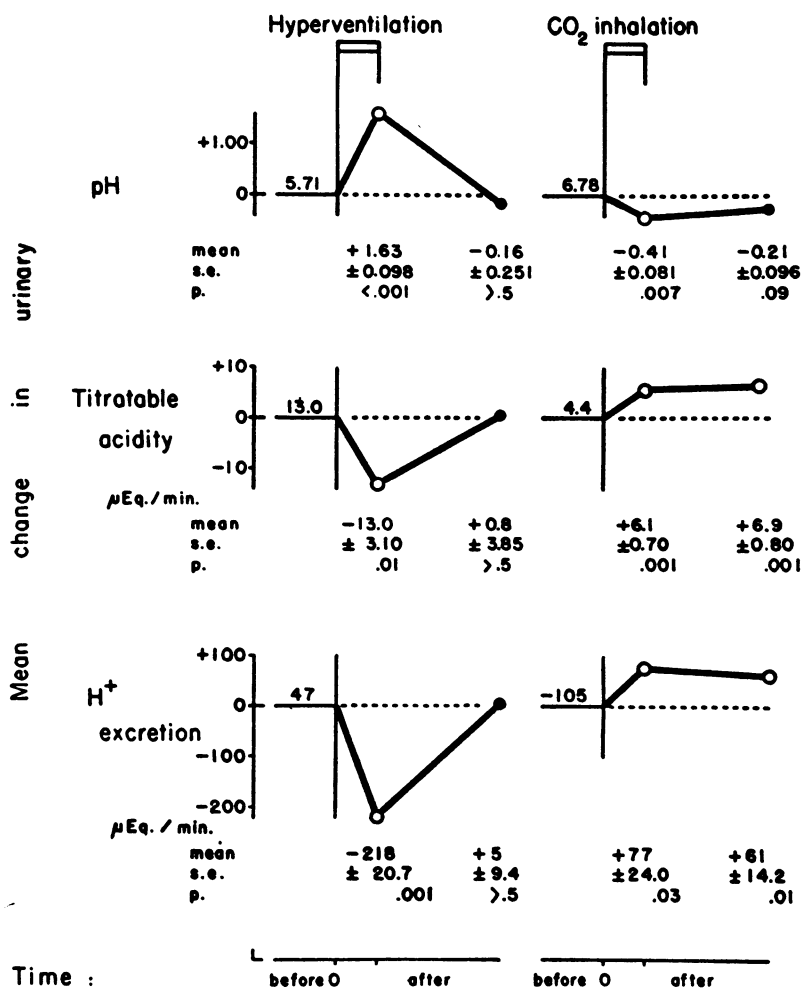 Hyperventilation CO2 inhalation
+1.00
pH 0 5.71 6.78
mean +1.63 -0.16 -0.41 -0.21
s.e. ±0.098 ±0.251 ±0.081 ±0.096
p. <.001 >.5 .007 .09
+10
Titratable 0 13.0 4.4
acidity
-10
µEq./min.
mean -13.0 +0.8 +6.1 +6.9
s.e. ± 3.10 ± 3.85 ±0.70 ±0.80
p. .01 >.5 .001 .001
+100
H+ 0 47 -105
excretion
-100
-200
µEq. / min.
mean -218 +5 +77 +61
s.e. ± 20.7 ±9.4 ±24.0 ±14.2
p. .001 >.5 .03 .01
Time : before 0 after before 0 after
Mean change in urinary